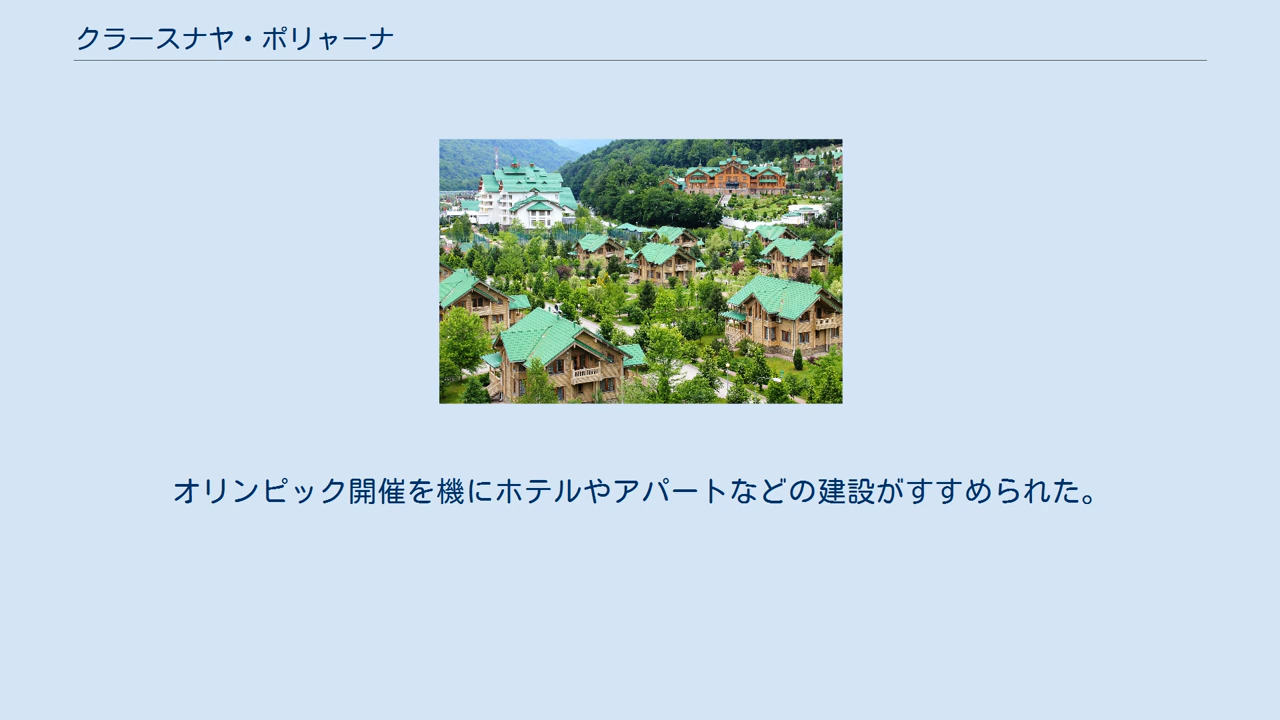 クラースナヤ・ポリャーナ
オリンピック開催を機にホテルやアパートなどの建設がすすめられた。